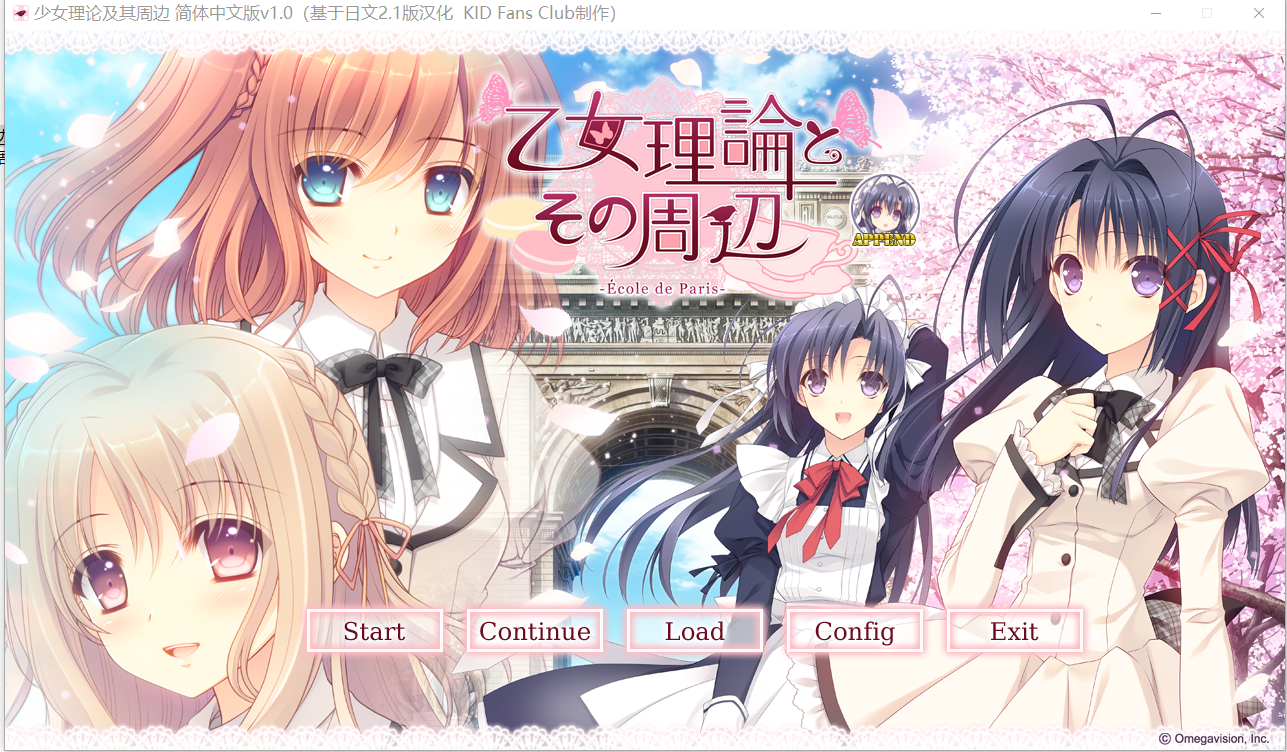 少女理论及其周边 简体中文版v1.0（基于日文2.1版汉化 KID Fans Club制作）
乙女理論と
その周辺
-École de Paris-
APPEND
Start
Continue
Load
Config
Exit
© Omegavision, Inc.